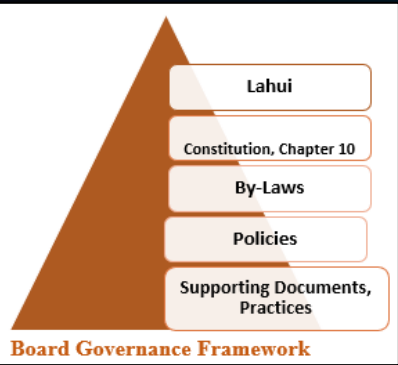 Lahui
Constitution, Chapter 10
By-Laws
Policies
Supporting Documents,
Practices
Board Governance Framework